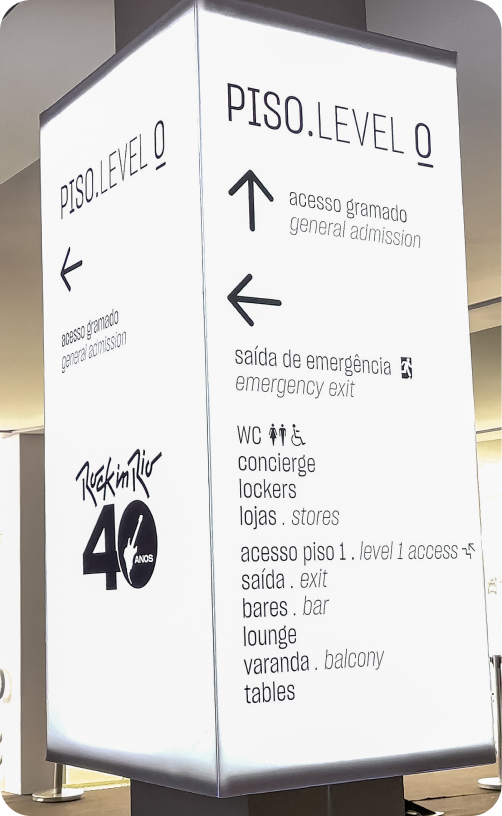 PISO.LEVEL 0
acesso gramado
general admission
Rock in Rio
40
ANOS
PISO.LEVEL 0
acesso gramado
general admission
saída de emergência
emergency exit
WC
concierge
lockers
lojas . stores
acesso piso 1 . level 1 access
saída . exit
bares . bar
lounge
varanda . balcony
tables